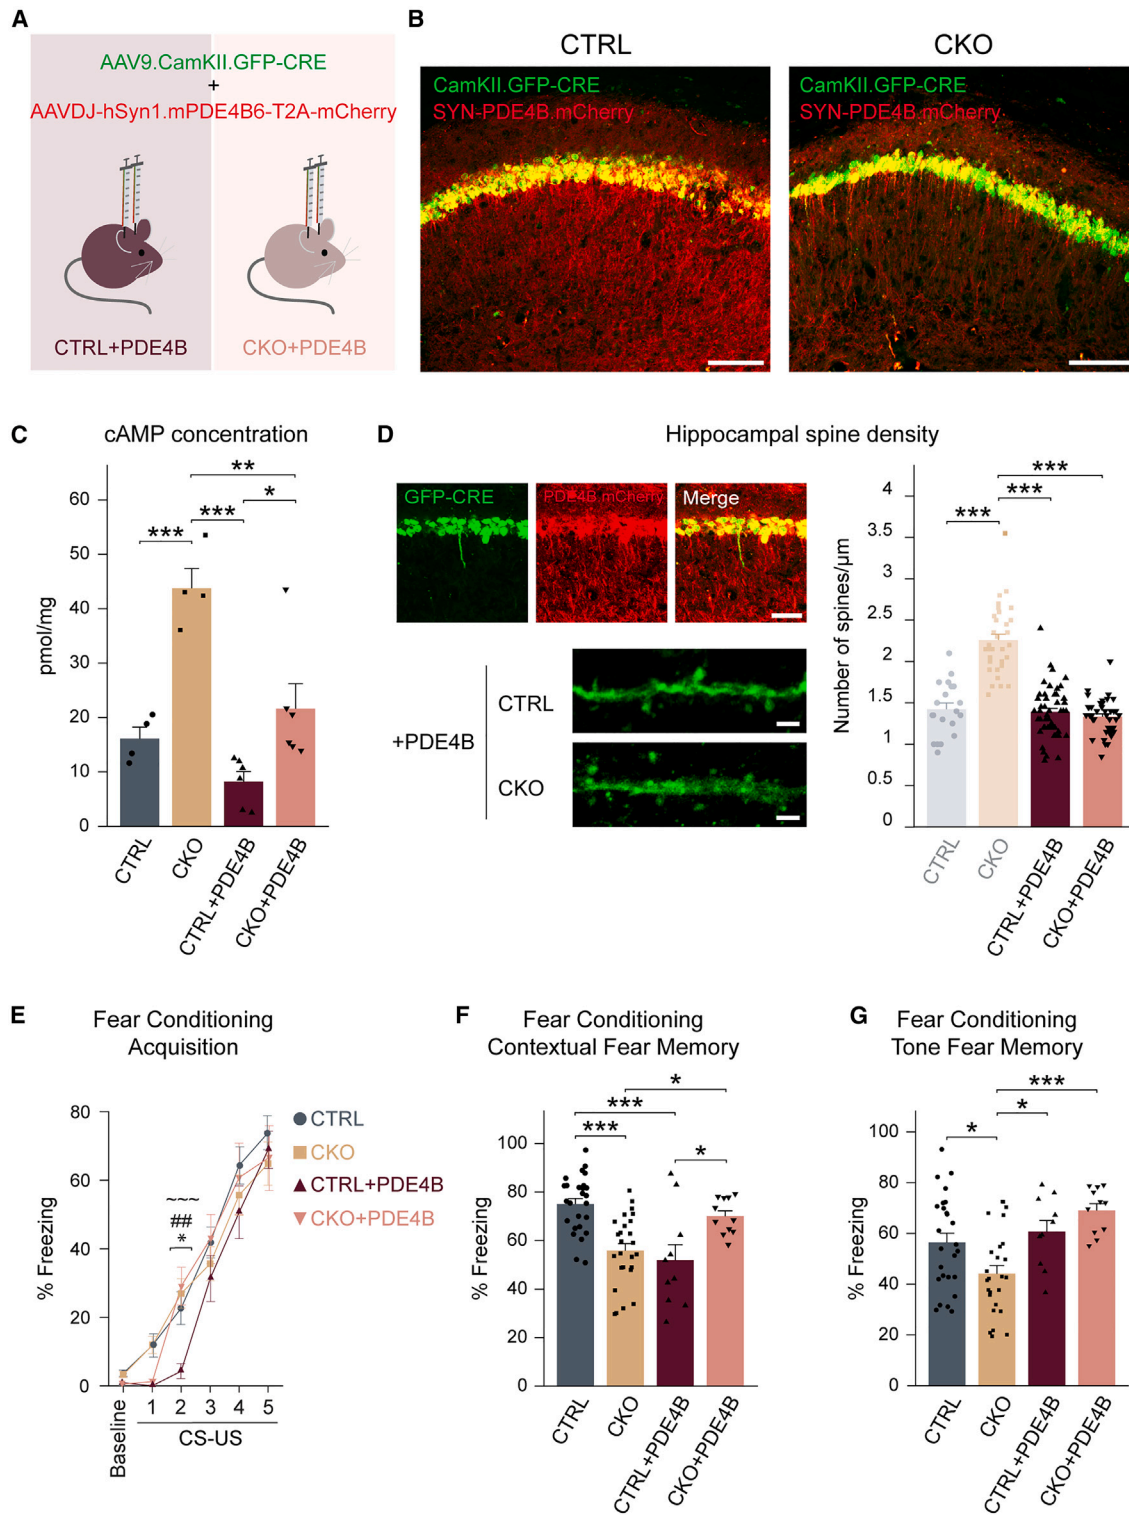 A
AAV9.CamKII.GFP-CRE
+
AAVDJ-hSyn1.mPDE4B6-T2A-mCherry
CTRL+PDE4B
CKO+PDE4B
B
CTRL
CKO
CamKII.GFP-CRE
SYN-PDE4B.mCherry
CamKII.GFP-CRE
SYN-PDE4B.mCherry
C
cAMP concentration
**
*
***
***
60
50
40
30
20
10
0
pmol/mg
CTRL
CKO
CTRL+PDE4B
CKO+PDE4B
D
Hippocampal spine density
GFP-CRE
PDE4B.mCherry
Merge
+PDE4B
CTRL
CKO
***
***
***
4
3.5
3
2.5
2
1.5
1
0.5
0
Number of spines/µm
CTRL
CKO
CTRL+PDE4B
CKO+PDE4B
E
Fear Conditioning
Acquisition
80
60
40
20
0
% Freezing
~~~
##
*
CTRL
CKO
CTRL+PDE4B
CKO+PDE4B
Baseline
1 2 3 4 5
CS-US
F
Fear Conditioning
Contextual Fear Memory
*
***
***
*
100
80
60
40
20
0
% Freezing
CTRL
CKO
CTRL+PDE4B
CKO+PDE4B
G
Fear Conditioning
Tone Fear Memory
***
*
*
100
80
60
40
20
0
% Freezing
CTRL
CKO
CTRL+PDE4B
CKO+PDE4B